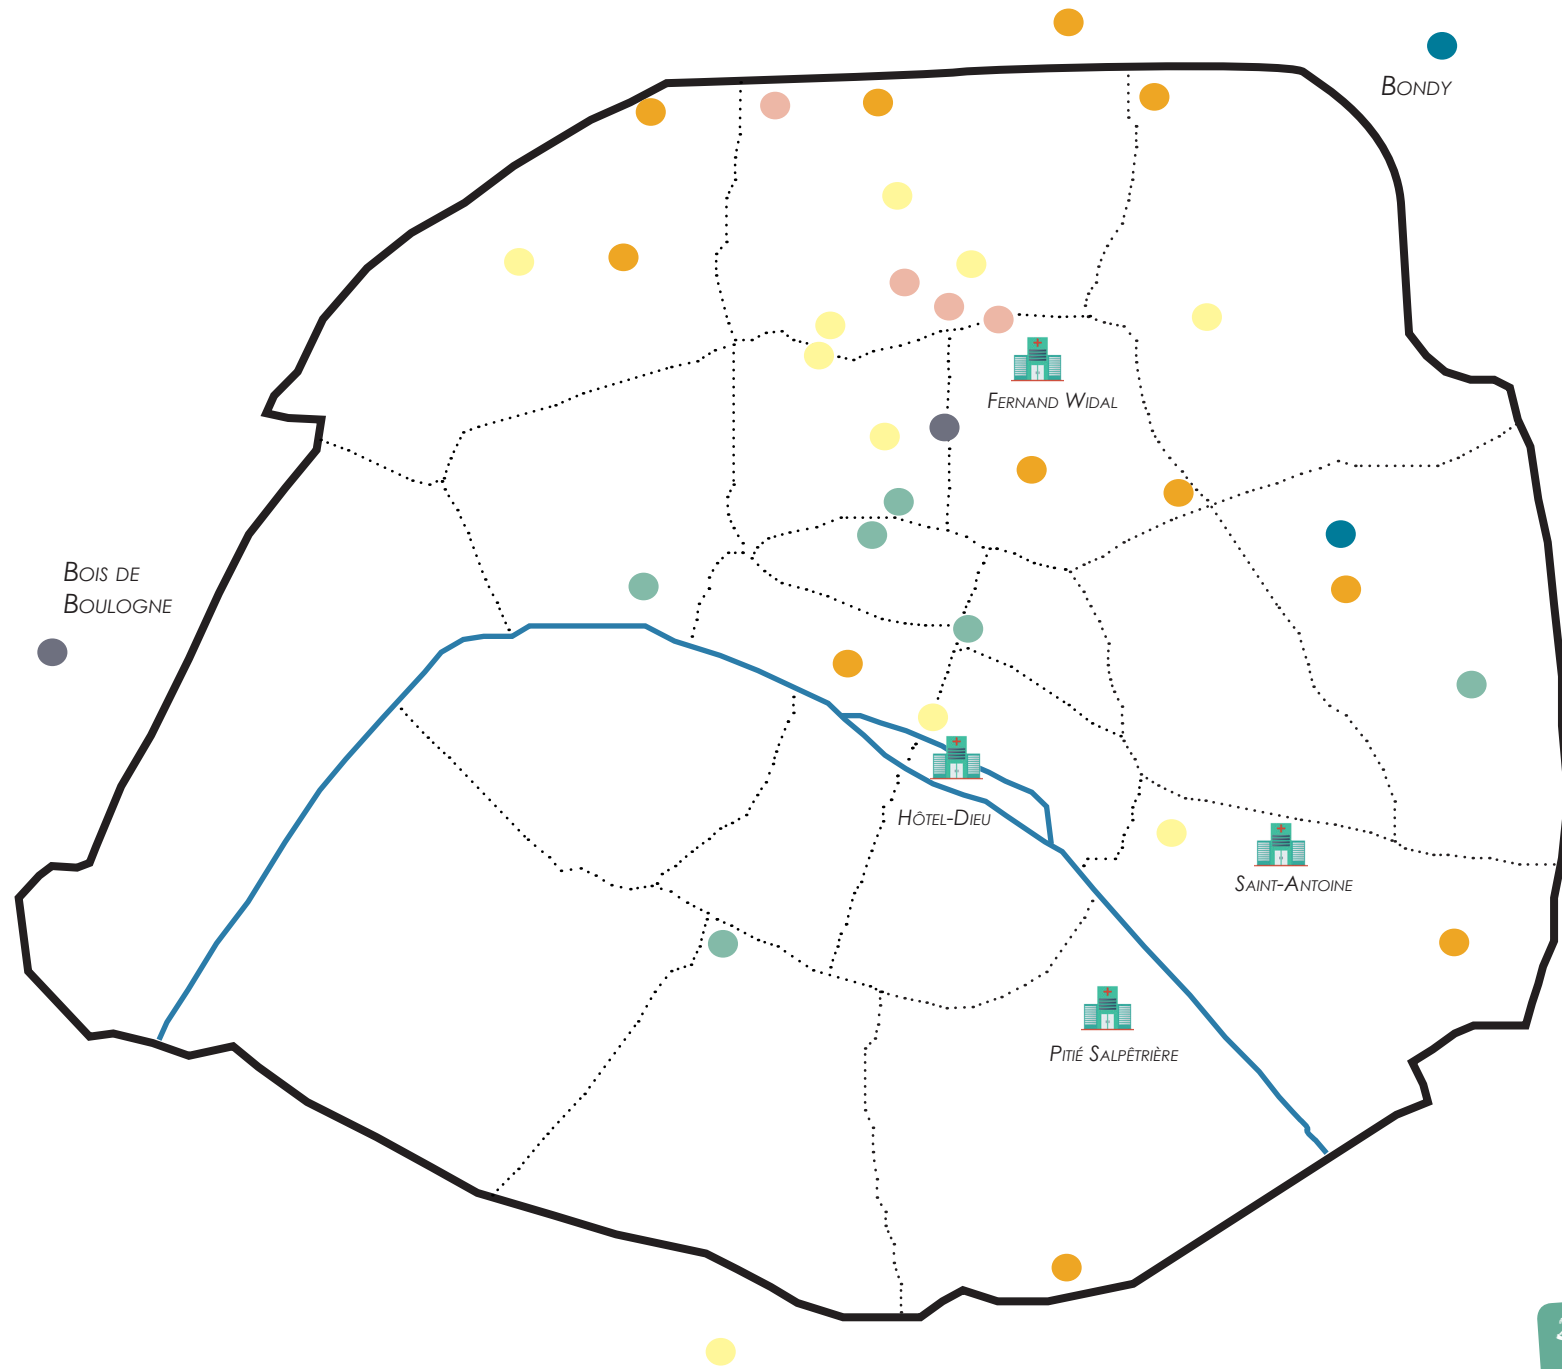 Bondy
Fernand Widal
Bois de
Boulogne
Hôtel-Dieu
Saint-Antoine
Pitié Salpêtrière